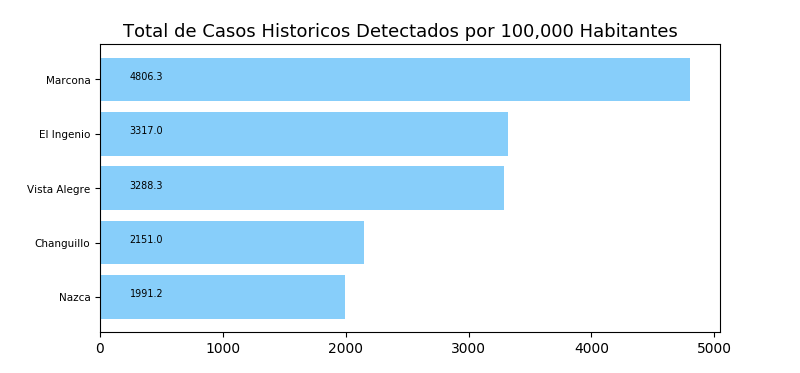 Total de Casos Historicos Detectados por 100,000 Habitantes
Marcona 4806.3
El Ingenio 3317.0
Vista Alegre 3288.3
Changuillo 2151.0
Nazca 1991.2
0 1000 2000 3000 4000 5000